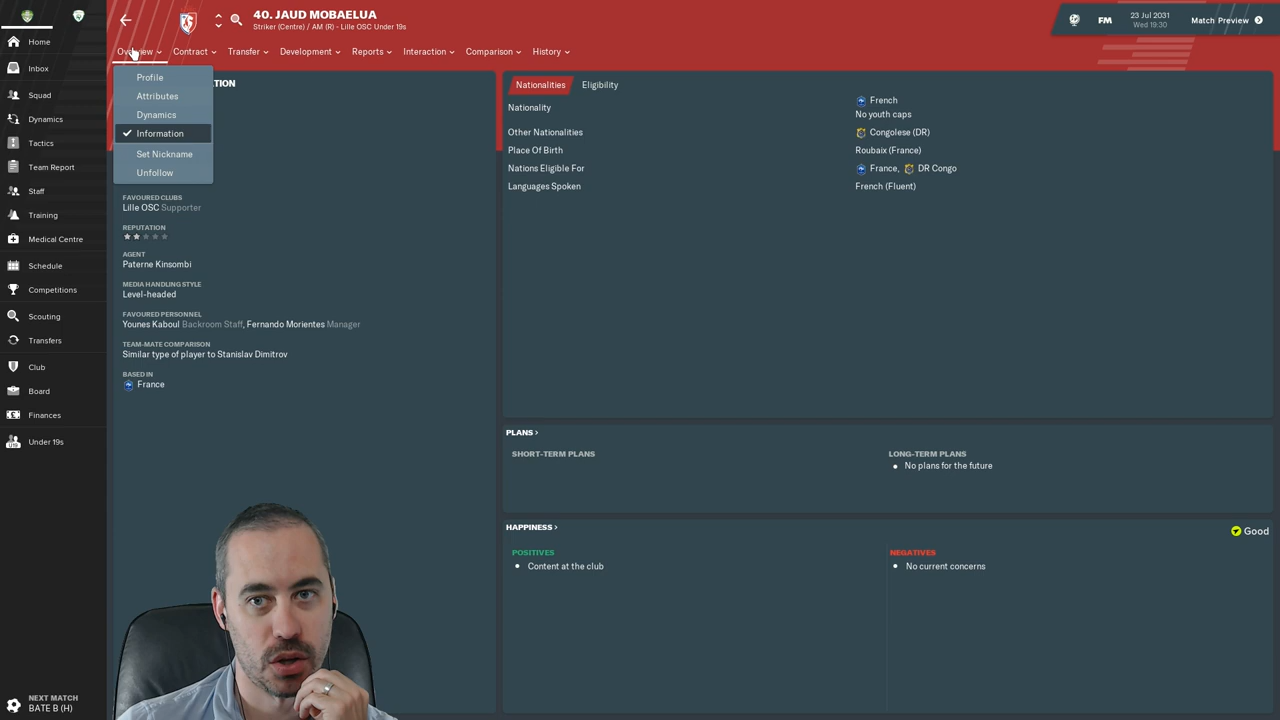 40. JAUD MOBAELUA
Striker (Centre) / AM (R) - Lille OSC Under 19s
FM
23 Jul 2031
Wed 19:30
Match Preview
Overview
Contract
Transfer
Development
Reports
Interaction
Comparison
History
Home
Inbox
Squad
Dynamics
Tactics
Team Report
Staff
Training
Medical Centre
Schedule
Competitions
Scouting
Transfers
Club
Board
Finances
Under 19s
NEXT MATCH
BATE B (H)
Profile
Attributes
Dynamics
Information
Set Nickname
Unfollow
FAVOURED CLUBS
Lille OSC Supporter
REPUTATION
AGENT
Paterne Kinsombi
MEDIA HANDLING STYLE
Level-headed
FAVOURED PERSONNEL
Younes Kaboul Backroom Staff, Fernando Morientes Manager
TEAM-MATE COMPARISON
Similar type of player to Stanislav Dimitrov
BASED IN
France
Nationalities
Eligibility
Nationality
French
No youth caps
Other Nationalities
Congolese (DR)
Place Of Birth
Roubaix (France)
Nations Eligible For
France, DR Congo
Languages Spoken
French (Fluent)
PLANS >
SHORT-TERM PLANS
LONG-TERM PLANS
No plans for the future
HAPPINESS >
Good
POSITIVES
Content at the club
NEGATIVES
No current concerns